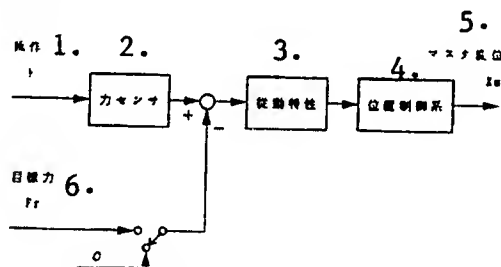 5.
1.
操作
2.
3.
4.
マスタ変位
力センサ
従動特性
位置制御系
+
-
目標力
6.
Fr
0